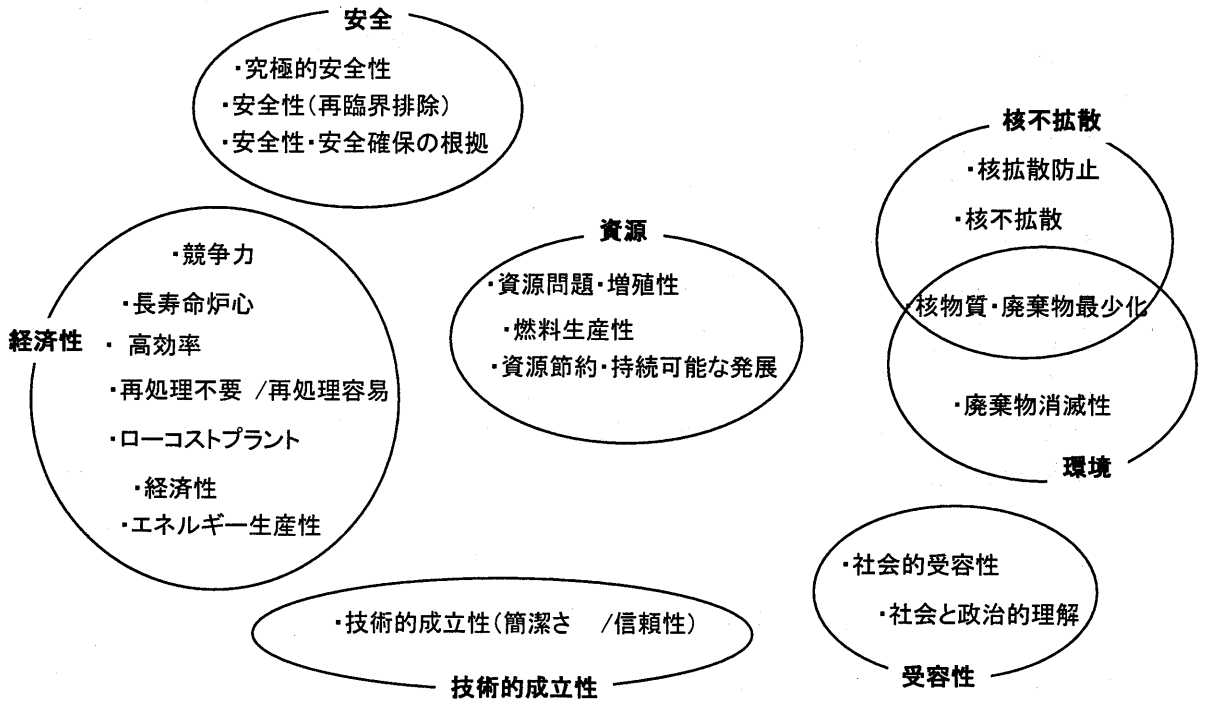 安全
・究極的安全性
・安全性(再臨界排除)
・安全性・安全確保の根拠
核不拡散
・核拡散防止
・核不拡散
・核物質・廃棄物最少化
・廃棄物消滅性
環境
資源
・資源問題・増殖性
・燃料生産性
・資源節約・持続可能な発展
経済性
・競争力
・長寿命炉心
・高効率
・再処理不要 /再処理容易
・ローコストプラント
・経済性
・エネルギー生産性
・社会的受容性
・社会と政治的理解
受容性
・技術的成立性(簡潔さ /信頼性)
技術的成立性